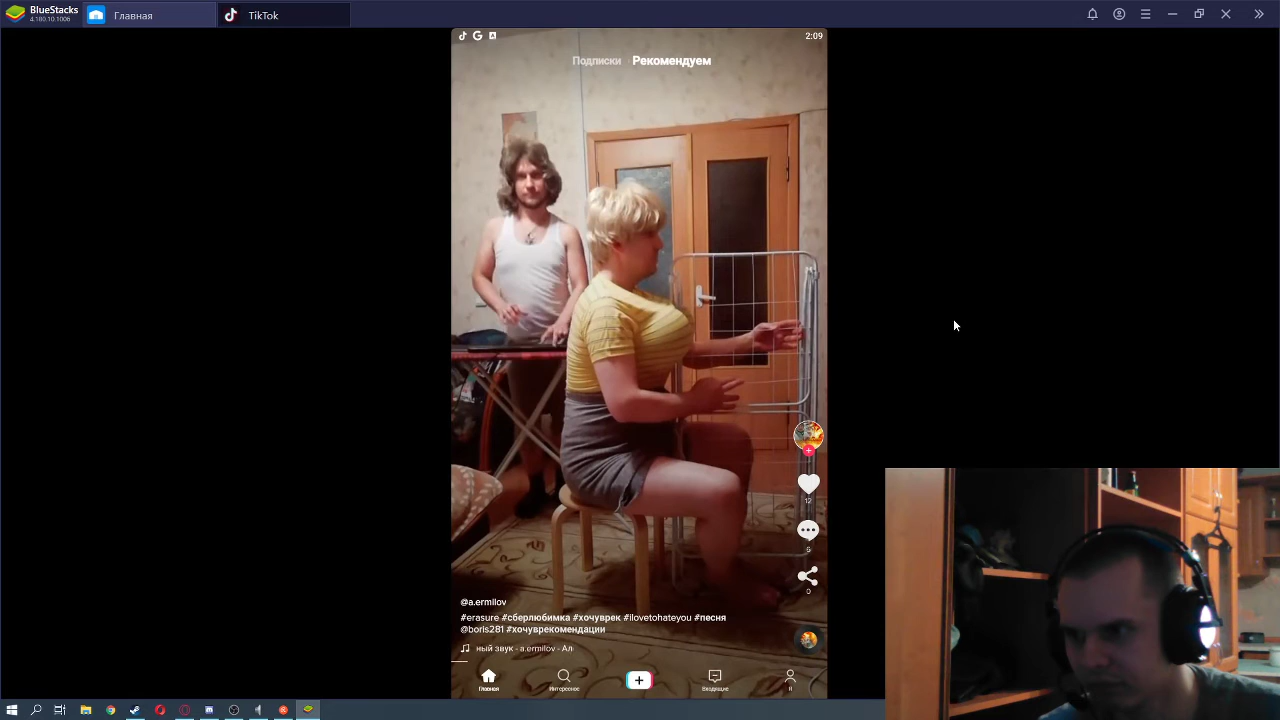 BlueStacks
4.180.10.1006
Главная
TikTok
2:09
Подписки
Рекомендуем
12
6
0
@a.ermilov
#erasure #сберлюбимка #хочуврек #ilovetohateyou #песня
@boris281 #хочуврекомендации
ный звук - a.ermilov - Ал
Главная
Интересное
Входящие
Я